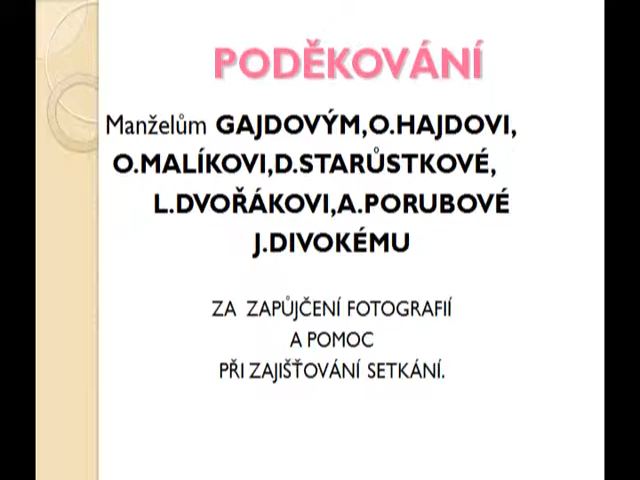 PODĚKOVÁNÍ
Manželům GAJDOVÝM,O.HAJDOVI,
O.MALÍKOVI,D.STARŮSTKOVÉ,
L.DVOŘÁKOVI,A.PORUBOVÉ
J.DIVOKÉMU
ZA ZAPŮJČENÍ FOTOGRAFIÍ
A POMOC
PŘI ZAJIŠŤOVÁNÍ SETKÁNÍ.